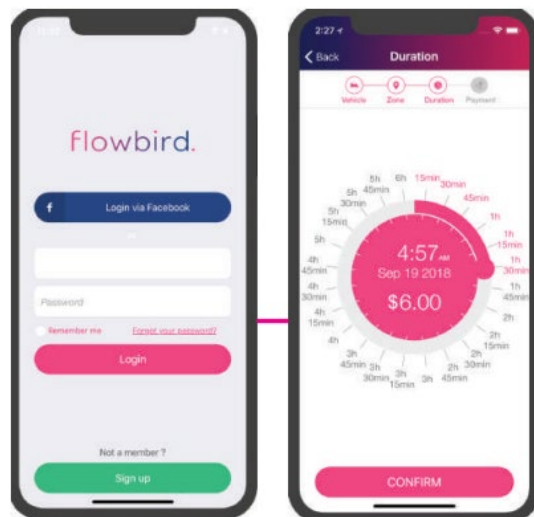 flowbird.
f
Login via Facebook
Password
Remember me
Forgot your password?
Login
Not a member ?
Sign up
2:27
Back
Duration
Vehicle
Zone
Duration
Payment
15min
30min
45min
1h
1h 15min
1h 30min
1h 45min
2h
2h 15min
2h 30min
2h 45min
3h
3h 15min
3h 30min
3h 45min
4h
4h 15min
4h 30min
4h 45min
5h
5h 15min
5h 30min
5h 45min
6h
4:57 AM
Sep 19 2018
$6.00
CONFIRM